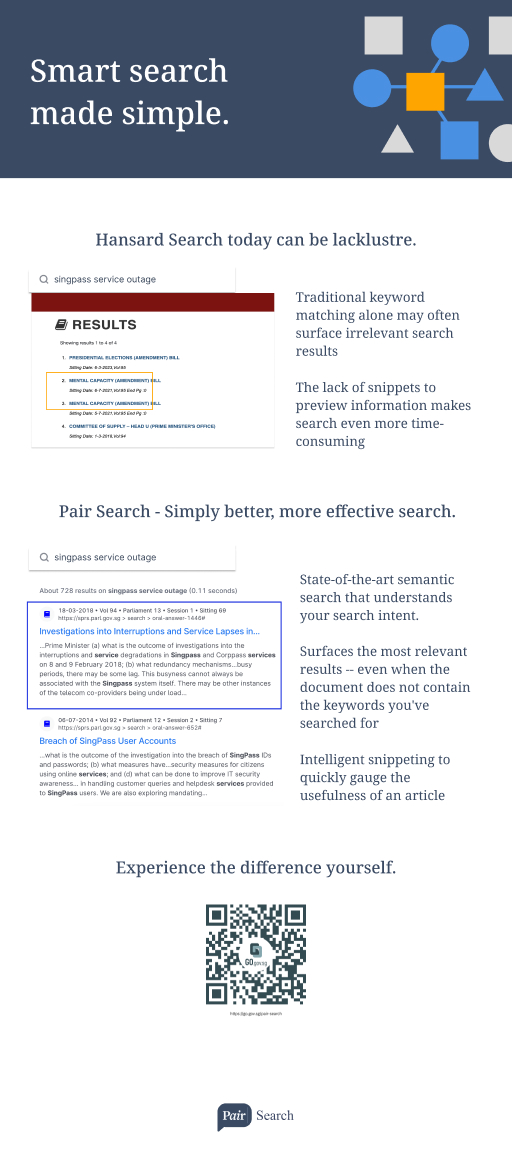 Smart search
made simple.
Hansard Search today can be lacklustre.
singpass service outage
RESULTS
Showing results 1 to 4 of 4
1. PRESIDENTIAL ELECTIONS (AMENDMENT) BILL
Sitting Date: 6-3-2023,Vol 95
2. MENTAL CAPACITY (AMENDMENT) BILL
Sitting Date: 6-7-2021,Vol 95 End Pg: 0
3. MENTAL CAPACITY (AMENDMENT) BILL
Sitting Date: 5-7-2021,Vol 95 End Pg: 0
4. COMMITTEE OF SUPPLY – HEAD U (PRIME MINISTER'S OFFICE)
Sitting Date: 1-3-2018,Vol 94
Traditional keyword
matching alone may often
surface irrelevant search
results
The lack of snippets to
preview information makes
search even more time-
consuming
Pair Search - Simply better, more effective search.
singpass service outage
About 728 results on singpass service outage (0.11 seconds)
18-03-2018 • Vol 94 • Parliament 13 • Session 1 • Sitting 69
https://sprs.parl.gov.sg > search > oral-answer-1446#
Investigations into Interruptions and Service Lapses in...
...Prime Minister (a) what is the outcome of investigations into the
interruptions and service degradations in Singpass and Corppass services
on 8 and 9 February 2018; (b) what redundancy mechanisms...busy
periods, there may be some lag. This busyness cannot always be
associated with the Singpass system itself. There may be other instances
of the telecom co-providers being under load...
06-07-2014 • Vol 92 • Parliament 12 • Session 2 • Sitting 7
https://sprs.parl.gov.sg > search > oral-answer-652#
Breach of SingPass User Accounts
...what is the outcome of the investigation into the breach of SingPass IDs
and passwords; (b) what measures have...security measures for citizens
using online services; and (d) what can be done to improve IT security
awareness... in handling customer queries and helpdesk services provided
to SingPass users. We are also exploring mandating...
State-of-the-art semantic
search that understands
your search intent.
Surfaces the most relevant
results -- even when the
document does not contain
the keywords you've
searched for
Intelligent snippeting to
quickly gauge the
usefulness of an article
Experience the difference yourself.
GO.gov.sg
https://go.gov.sg/pair-search
Pair Search